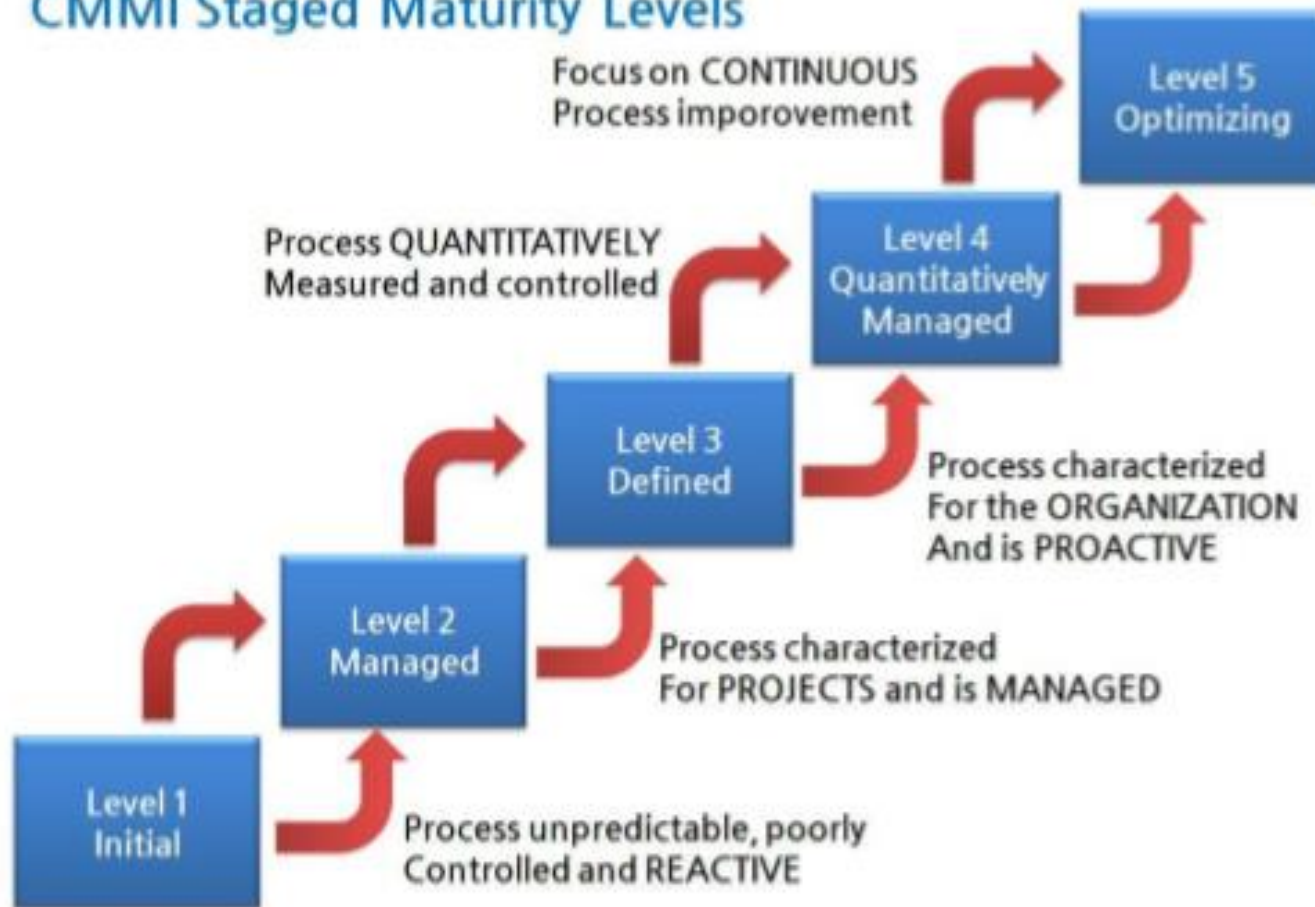 CMMI Staged Maturity Levels
Focus on CONTINUOUS
Process imporovement
Level 5
Optimizing
Process QUANTITATIVELY
Measured and controlled
Level 4
Quantitatively
Managed
Level 3
Defined
Process characterized
For the ORGANIZATION
And is PROACTIVE
Level 2
Managed
Process characterized
For PROJECTS and is MANAGED
Level 1
Initial
Process unpredictable, poorly
Controlled and REACTIVE